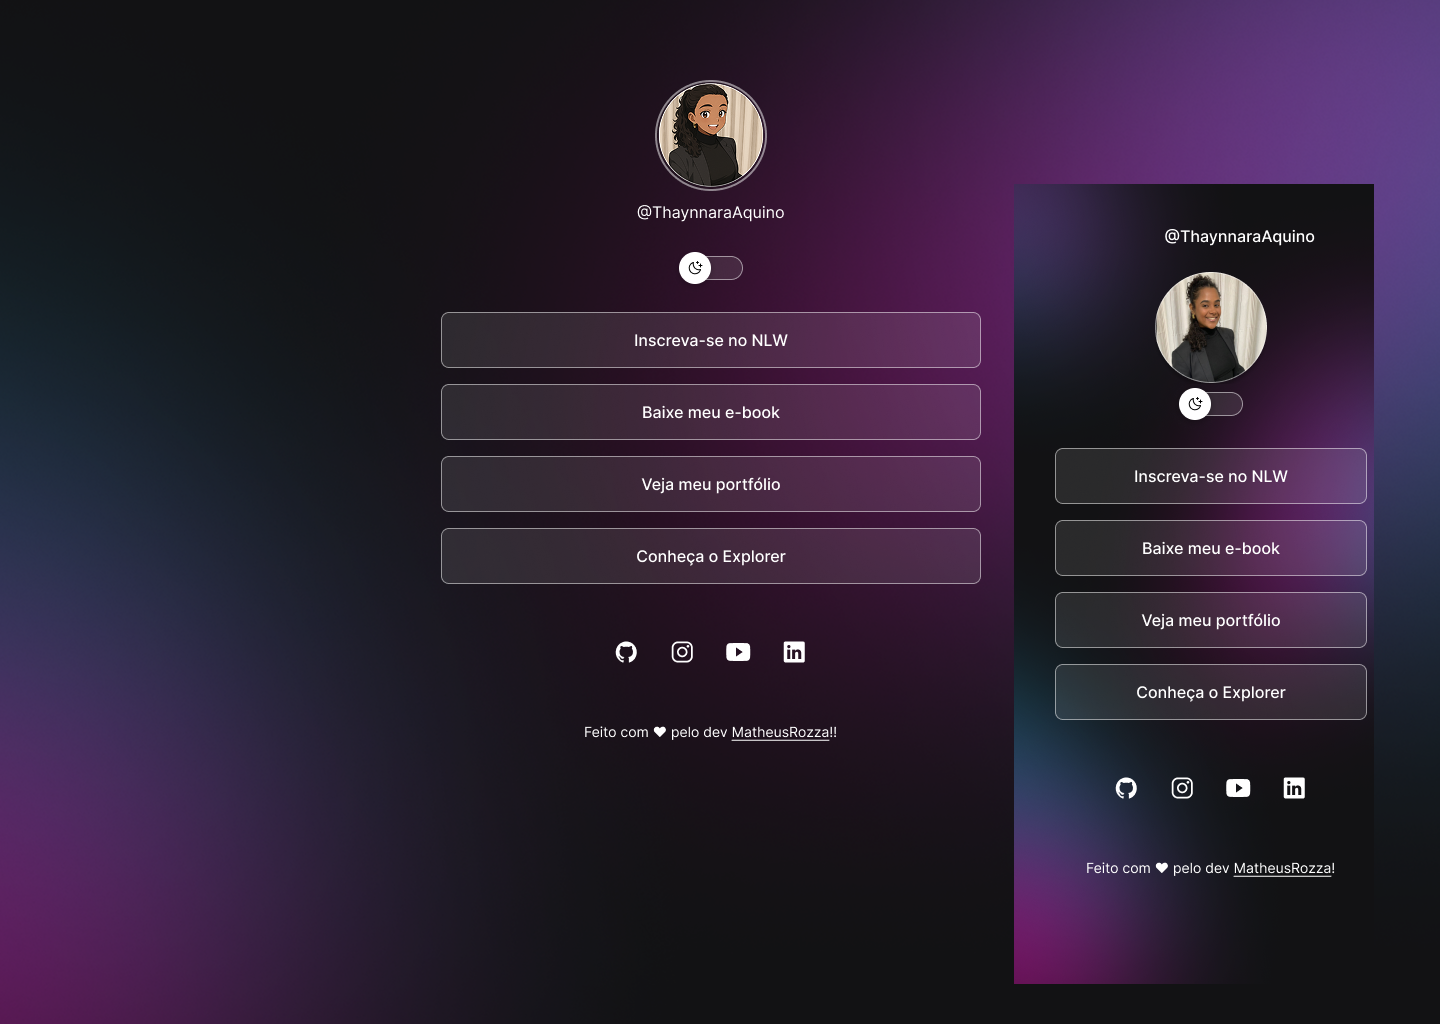 @ThaynnaraAquino
Inscreva-se no NLW
Baixe meu e-book
Veja meu portfólio
Conheça o Explorer
Feito com ♥ pelo dev MatheusRozza!!
@ThaynnaraAquino
Inscreva-se no NLW
Baixe meu e-book
Veja meu portfólio
Conheça o Explorer
Feito com ♥ pelo dev MatheusRozza!